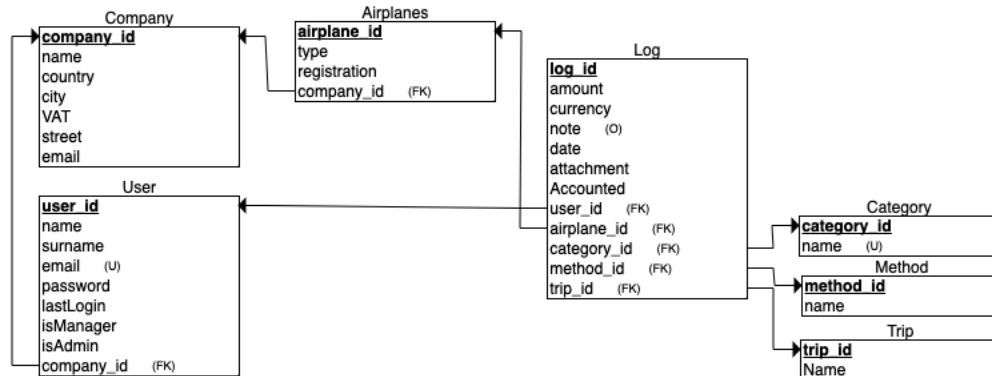 Company
company_id
name
country
city
VAT
street
email
Airplanes
airplane_id
type
registration
company_id (FK)
Log
log_id
amount
currency
note (O)
date
attachment
Accounted
user_id (FK)
airplane_id (FK)
category_id (FK)
method_id (FK)
trip_id (FK)
User
user_id
name
surname
email (U)
password
lastLogin
isManager
isAdmin
company_id (FK)
Category
category_id
name (U)
Method
method_id
name
Trip
trip_id
Name